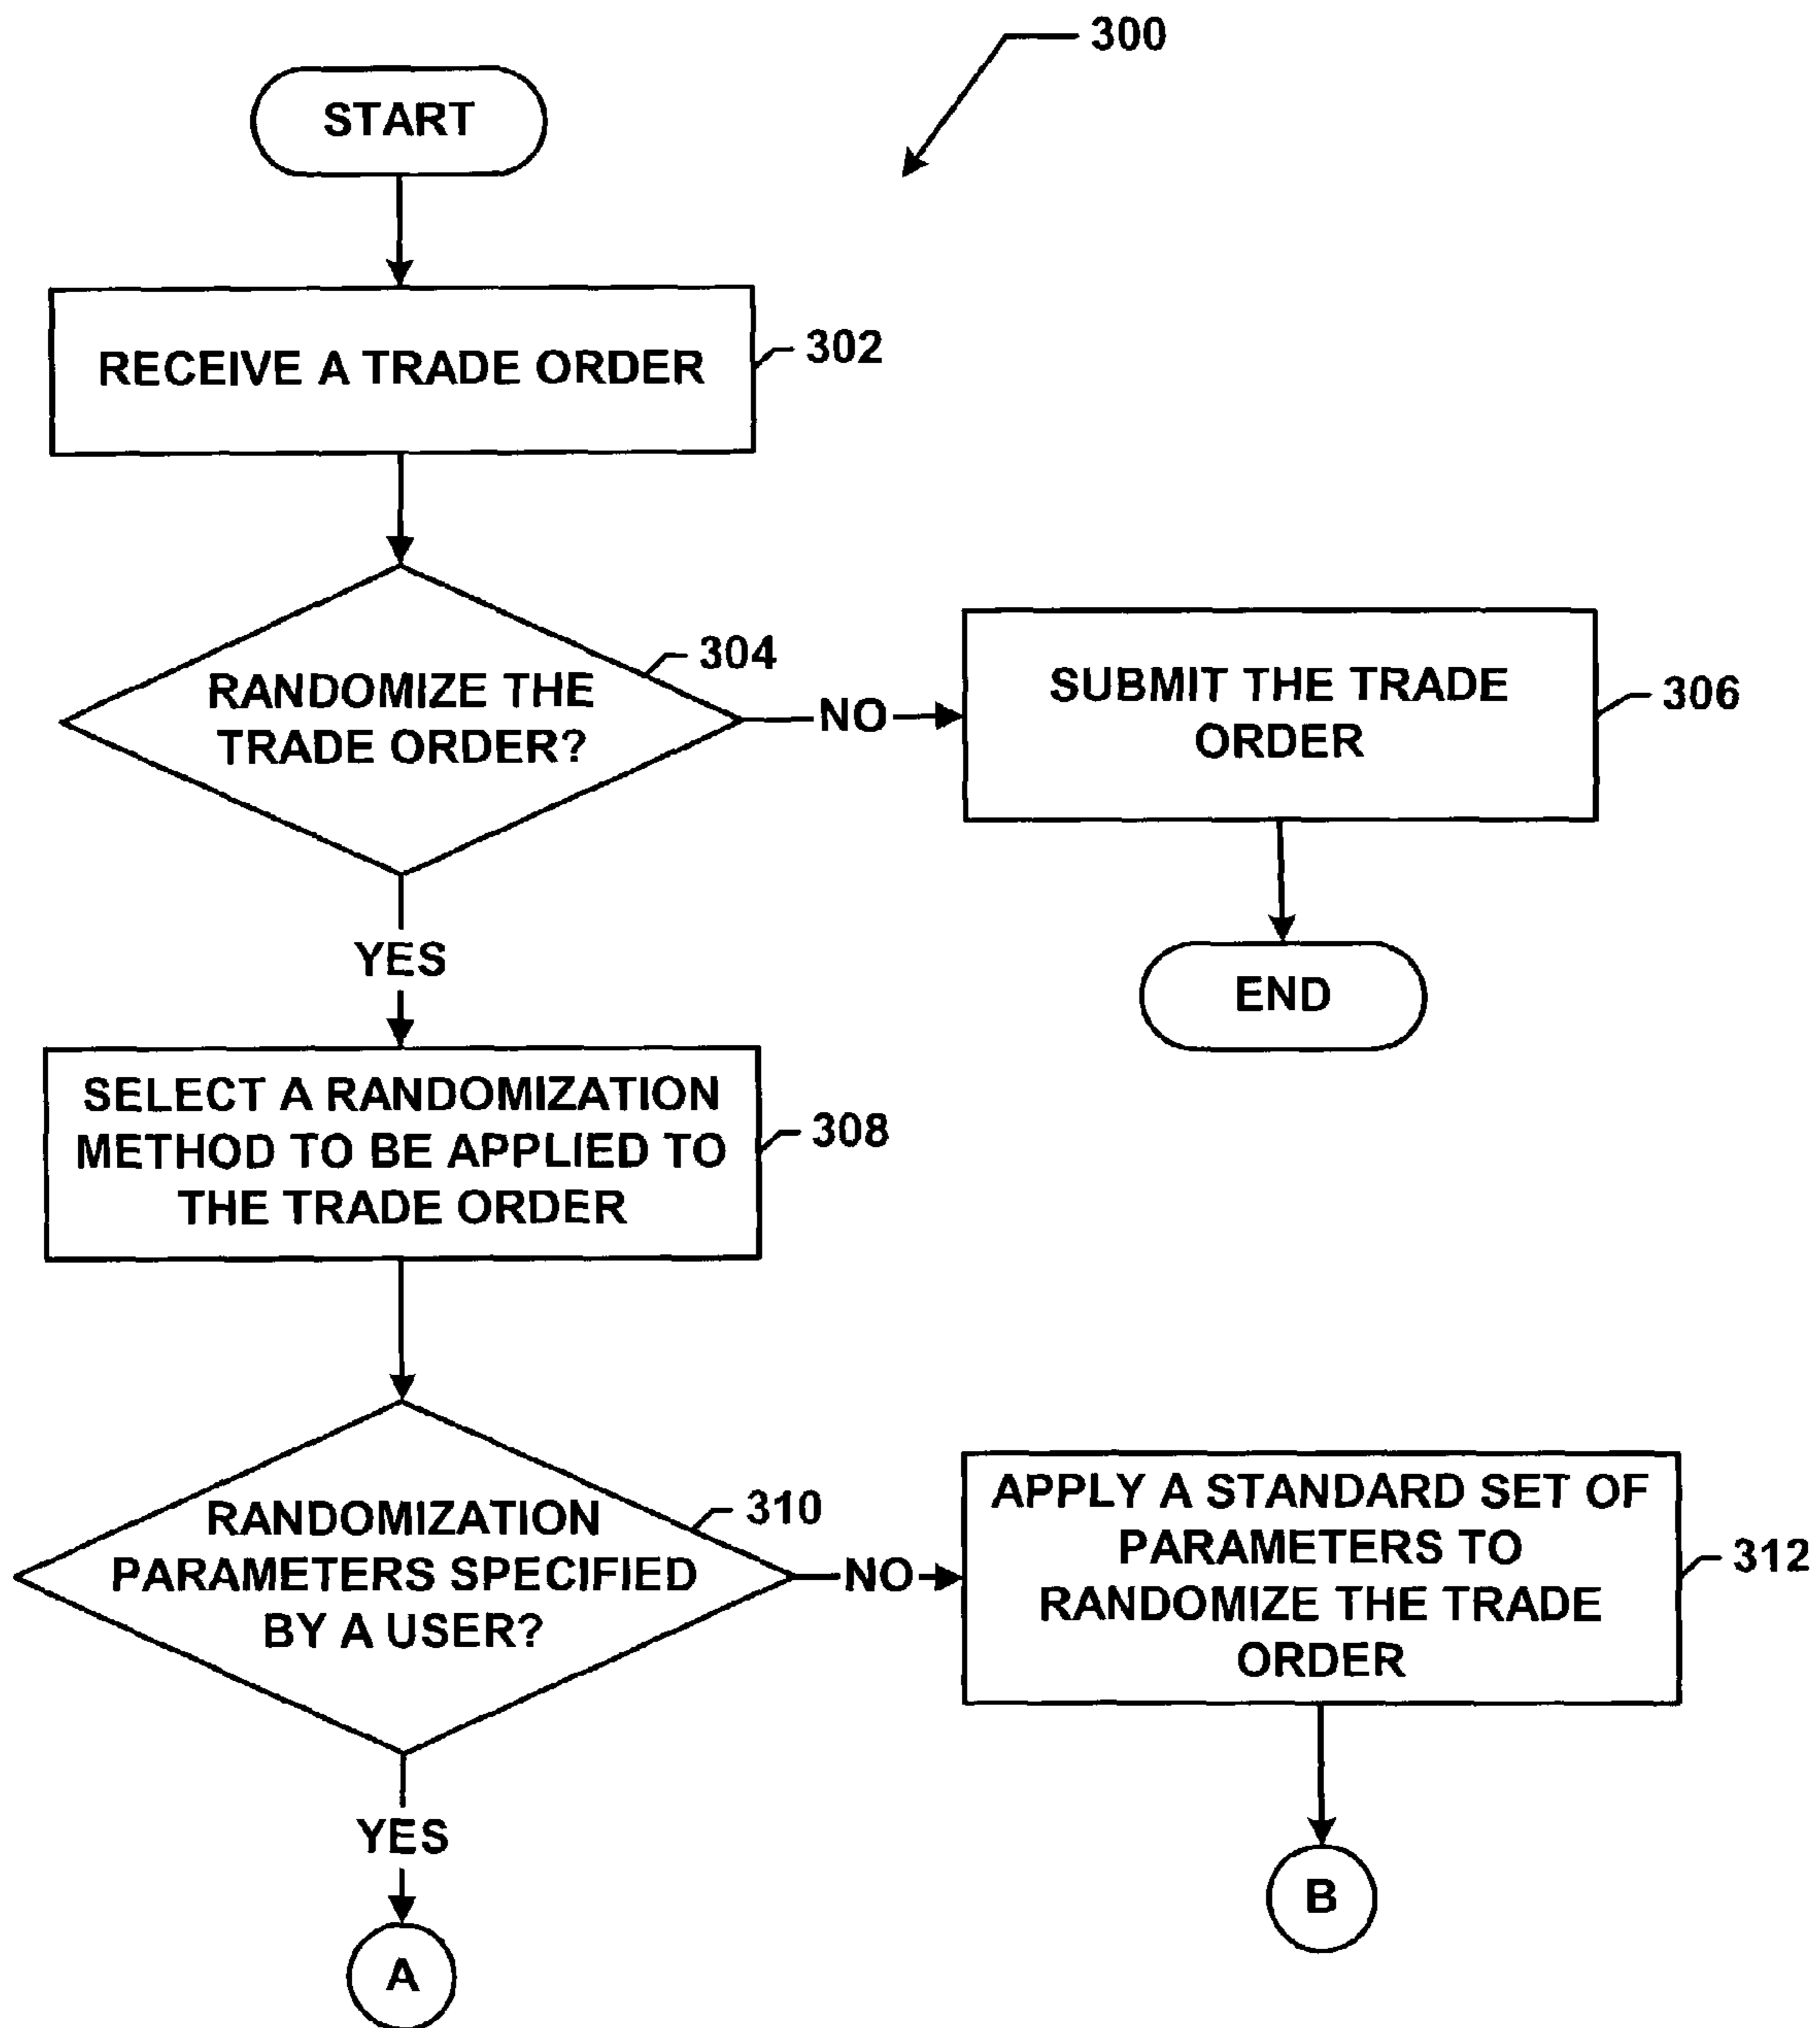 300
START
RECEIVE A TRADE ORDER
302
RANDOMIZE THE
TRADE ORDER?
304
NO
SUBMIT THE TRADE
ORDER
306
YES
END
SELECT A RANDOMIZATION
METHOD TO BE APPLIED TO
THE TRADE ORDER
308
RANDOMIZATION
PARAMETERS SPECIFIED
BY A USER?
310
NO
APPLY A STANDARD SET OF
PARAMETERS TO
RANDOMIZE THE TRADE
ORDER
312
YES
A
B